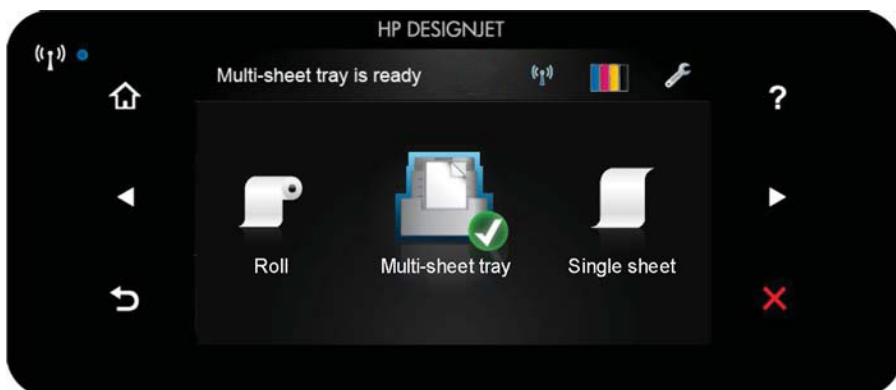 HP DESIGNJET
Multi-sheet tray is ready
?
Roll
Multi-sheet tray
Single sheet